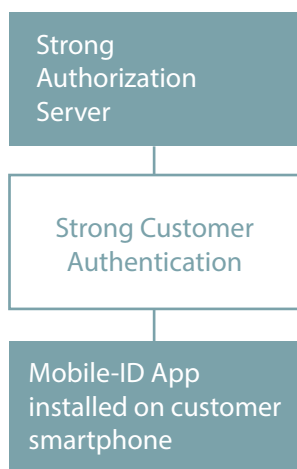 Strong
Authorization
Server
Strong Customer
Authentication
Mobile-ID App
installed on customer
smartphone